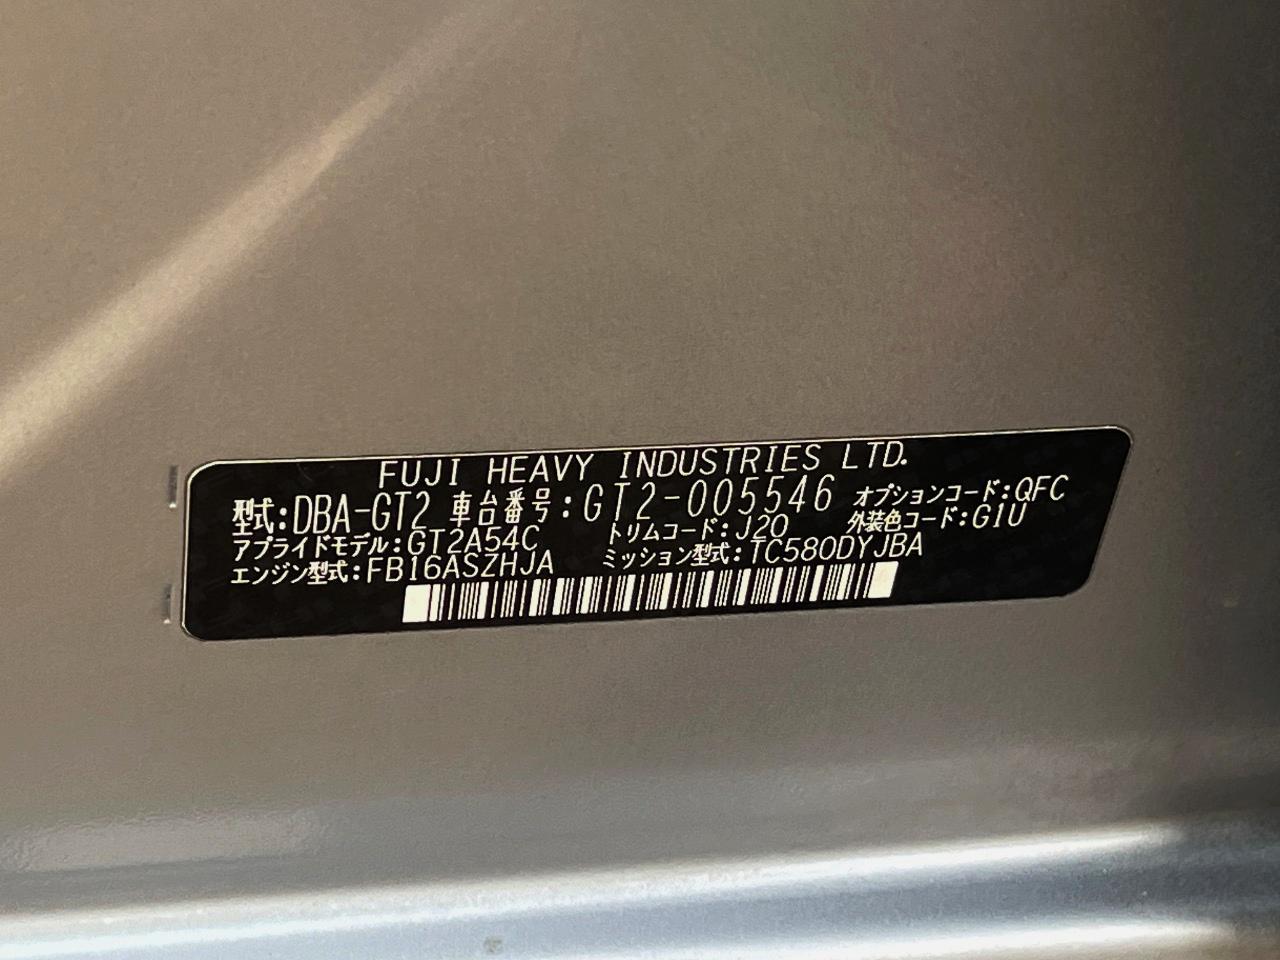 FUJI HEAVY INDUSTRIES LTD.
型式:DBA-GT2 車台番号:GT2-005546 オプションコード:QFC
アプライドモデル:GT2A54C トリムコード:J20 外装色コード:G1U
エンジン型式:FB16ASZHJA ミッション型式:TC580DYJBA